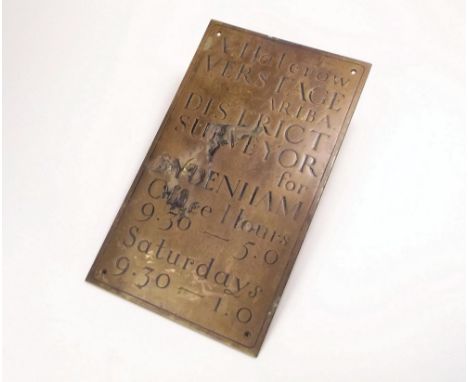 V. Halcrow
VERSTAGE
ARIBA
DISTRICT
SURVEYOR
for
SYDENHAM
Office Hours
9.30 — 5.0
Saturdays
9.30 — 1.0